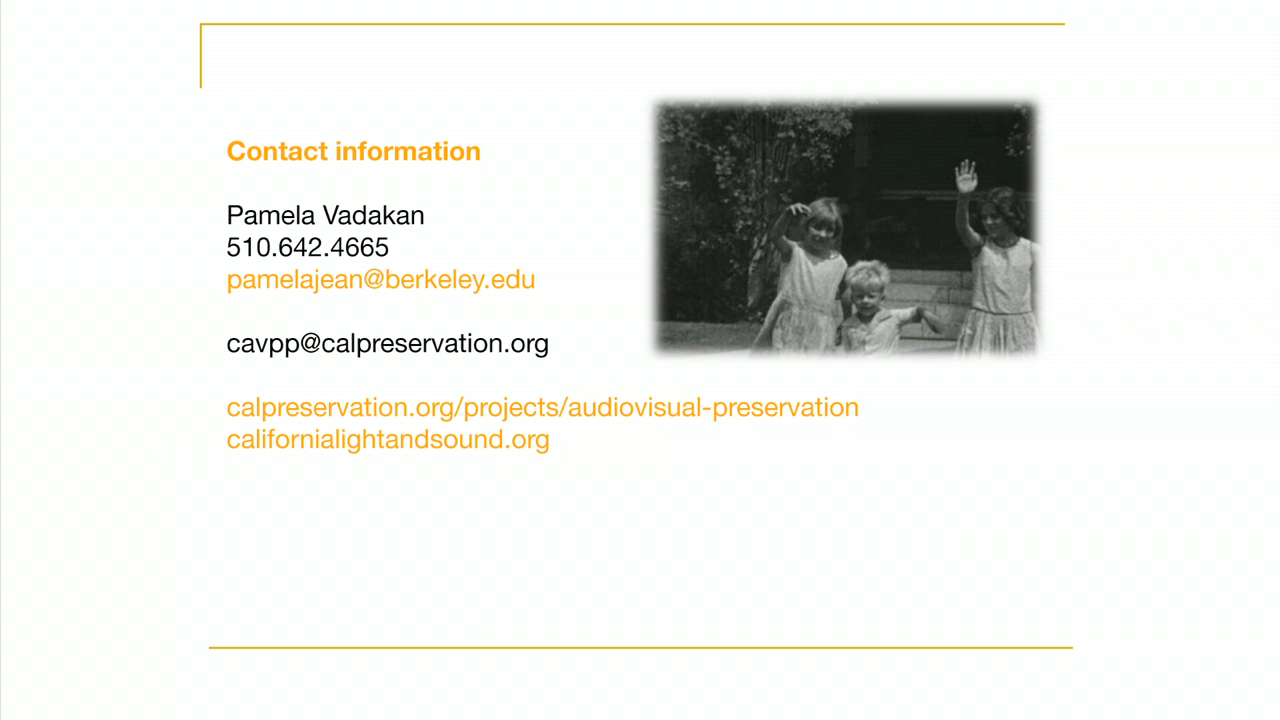 Contact information
Pamela Vadakan
510.642.4665
pamelajean@berkeley.edu
cavpp@calpreservation.org
calpreservation.org/projects/audiovisual-preservation
californialightandsound.org